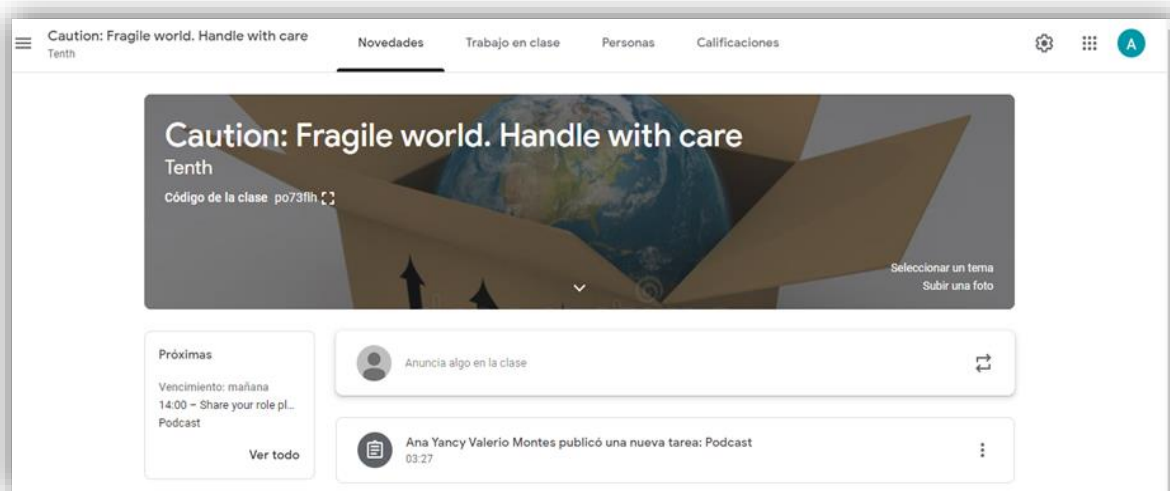 Caution: Fragile world. Handle with care
Tenth
Novedades
Trabajo en clase
Personas
Calificaciones
A
Caution: Fragile world. Handle with care
Tenth
Código de la clase po73flh
Seleccionar un tema
Subir una foto
Próximas
Vencimiento: mañana
14:00 – Share your role pl...
Podcast
Ver todo
Anuncia algo en la clase
Ana Yancy Valerio Montes publicó una nueva tarea: Podcast
03:27